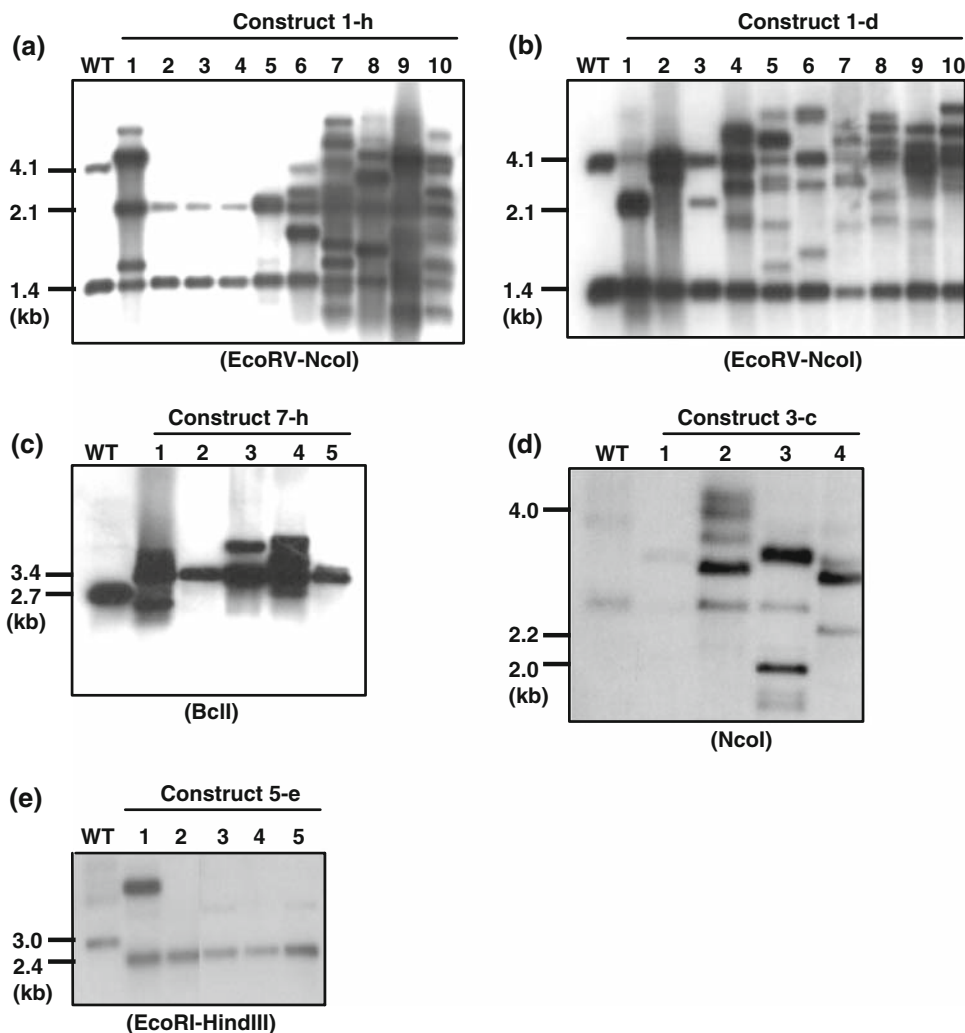 (a)
Construct 1-h
WT 1 2 3 4 5 6 7 8 9 10
4.1
2.1
1.4
(kb)
(EcoRV-NcoI)
(b)
Construct 1-d
WT 1 2 3 4 5 6 7 8 9 10
4.1
2.1
1.4
(kb)
(EcoRV-NcoI)
(c)
Construct 7-h
WT 1 2 3 4 5
3.4
2.7
(kb)
(BclI)
(d)
Construct 3-c
WT 1 2 3 4
4.0
2.2
2.0
(kb)
(NcoI)
(e)
Construct 5-e
WT 1 2 3 4 5
3.0
2.4
(kb)
(EcoRI-HindIII)